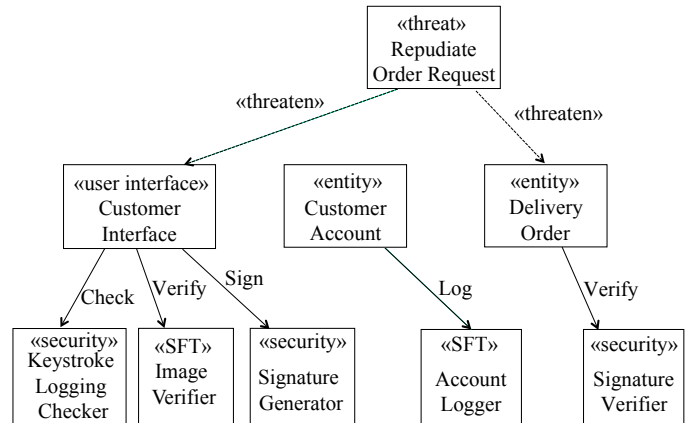 «threat»
Repudiate
Order Request
«threaten»
«threaten»
«user interface»
Customer
Interface
«entity»
Customer
Account
«entity»
Delivery
Order
Check
Verify
Sign
Log
Verify
«security»
Keystroke
Logging
Checker
«SFT»
Image
Verifier
«security»
Signature
Generator
«SFT»
Account
Logger
«security»
Signature
Verifier